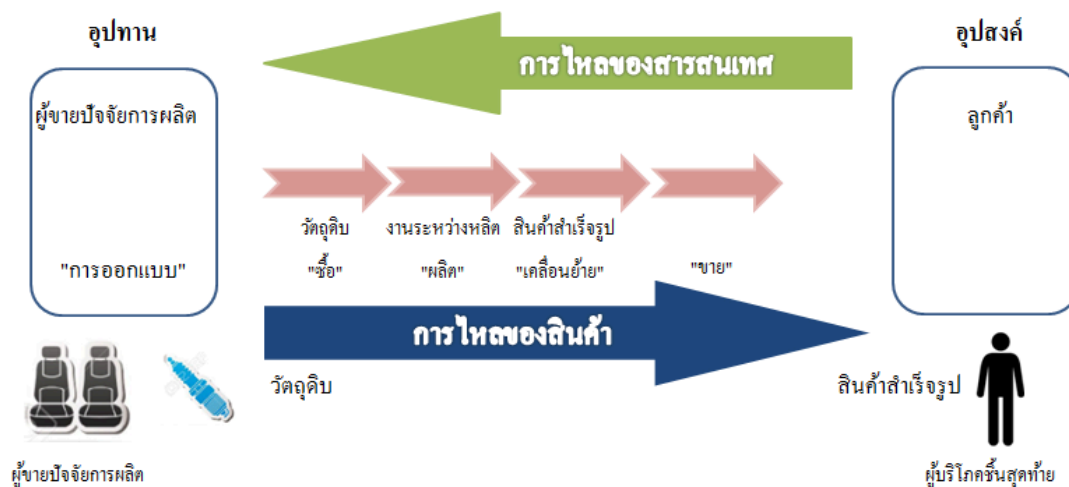 อุปทาน
อุปสงค์
การไหลของสารสนเทศ
ผู้ขายปัจจัยการผลิต
ลูกค้า
วัตถุดิบ งานระหว่างหลิต สินค้าสำเร็จรูป
"การออกแบบ" "ซื้อ" "ผลิต" "เคลื่อนย้าย" "ขาย"
การไหลของสินค้า
วัตถุดิบ
สินค้าสำเร็จรูป
ผู้ขายปัจจัยการผลิต
ผู้บริโภคชิ้นสุดท้าย